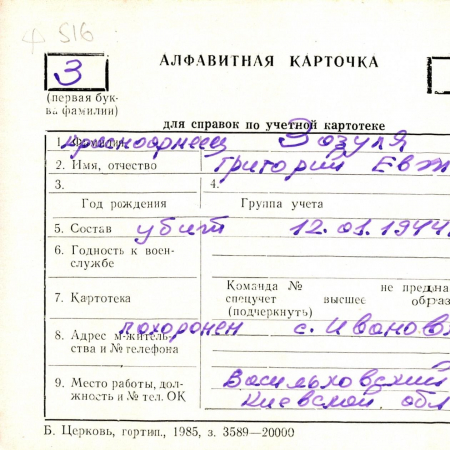 Ф 516
З
АЛФАВИТНАЯ КАРТОЧКА
(первая бук-
ва фамилии)
для справок по учетной картотеке
1. Фамилия красноармеец Зозуля
2. Имя, отчество Григорий Евт
3. 4.
Год рождения Группа учета
5. Состав убит 12.01.1944
6. Годность к воен-
службе
7. Картотека Команда № не предна
спецучет высшее образ
(подчеркнуть)
8. Адрес м-житель- похоронен с. Ивановк
ства и № телефона
9. Место работы, дол- Васильковский
жность и № тел. ОК Киевской обл
Б. Церковь, гортип., 1985, з. 3589—20000